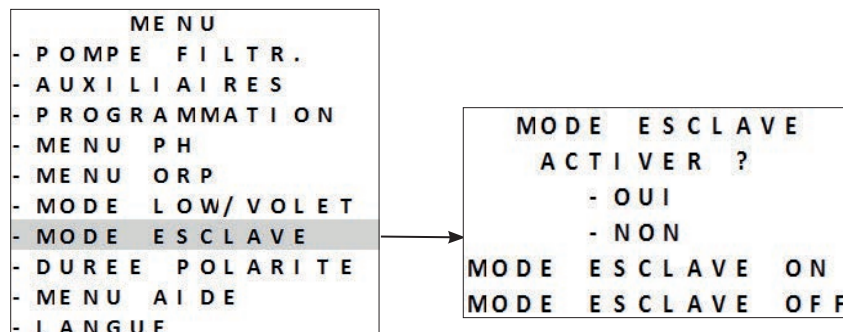 MENU
- POMPE FILTR.
- AUXILIAIRES
- PROGRAMMATION
- MENU PH
- MENU ORP
- MODE LOW/VOLET
- MODE ESCLAVE
- DUREE POLARITE
- MENU AIDE
- LANGUE
MODE ESCLAVE
ACTIVER ?
- OUI
- NON
MODE ESCLAVE ON
MODE ESCLAVE OFF